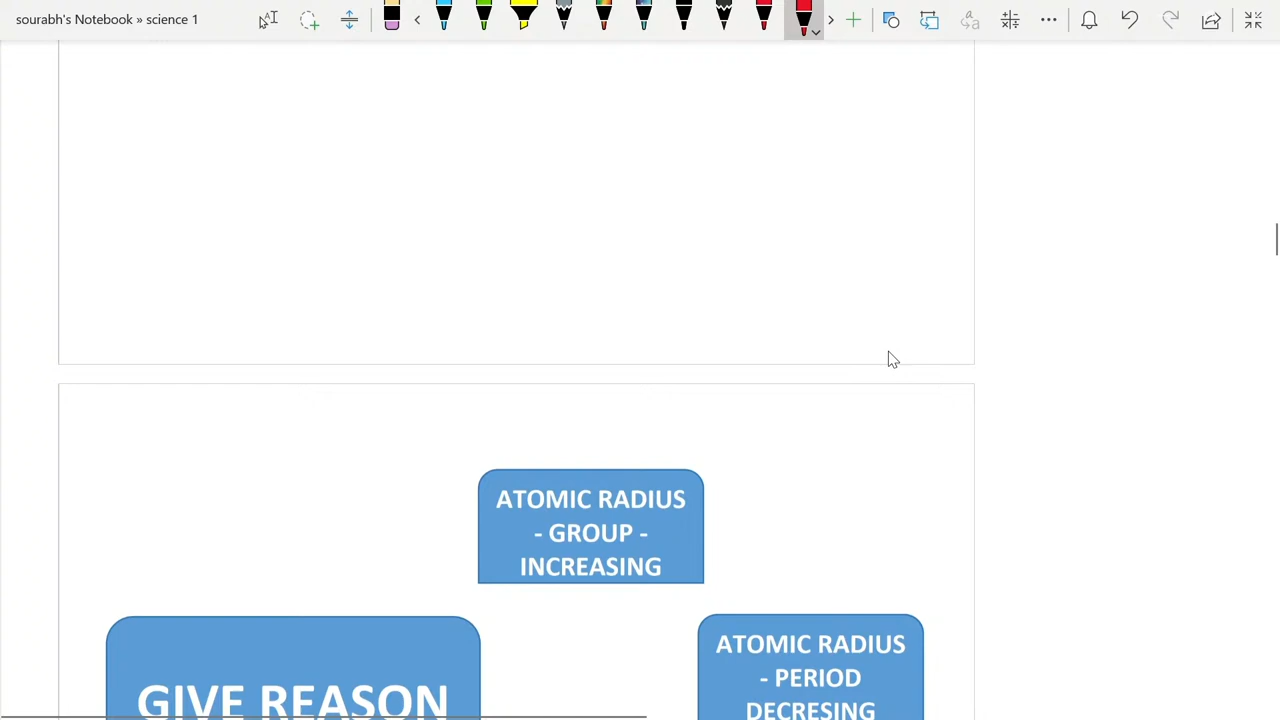 sourabh's Notebook » science 1
ATOMIC RADIUS
- GROUP -
INCREASING
ATOMIC RADIUS
- PERIOD
DECRESING
GIVE REASON